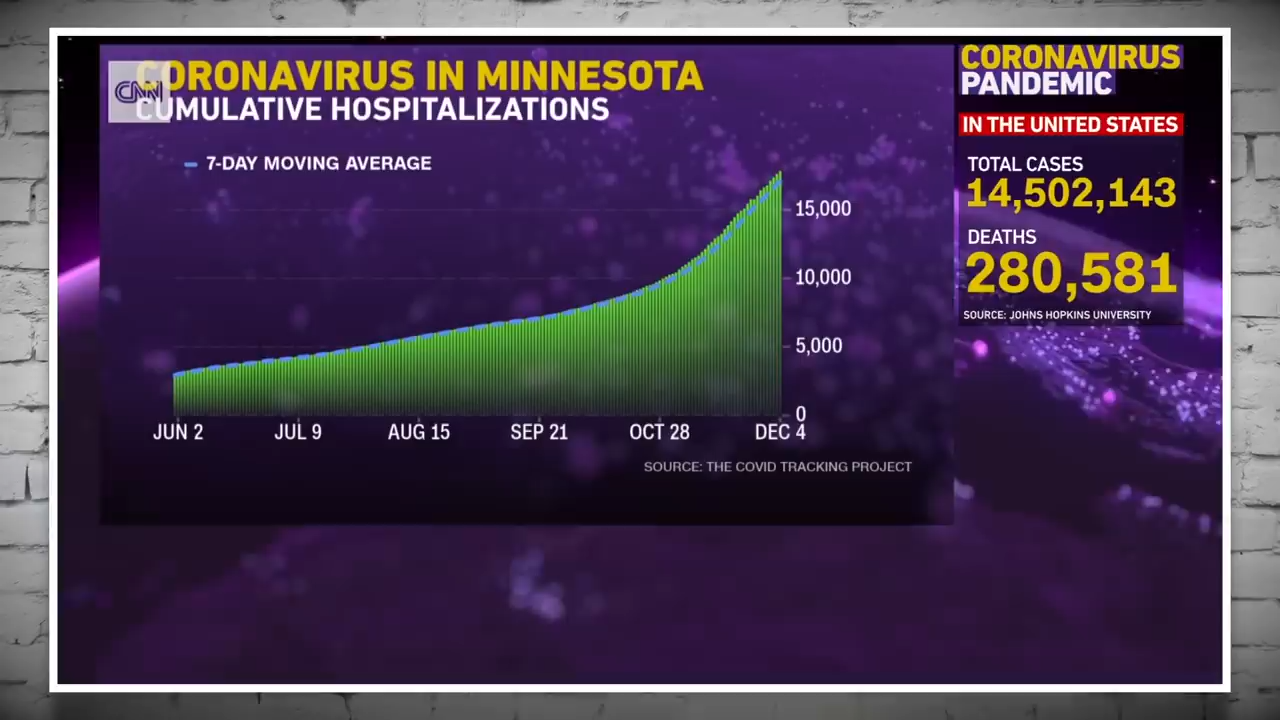 CNN
CORONAVIRUS IN MINNESOTA
CUMULATIVE HOSPITALIZATIONS
7-DAY MOVING AVERAGE
15,000
10,000
5,000
0
JUN 2 JUL 9 AUG 15 SEP 21 OCT 28 DEC 4
SOURCE: THE COVID TRACKING PROJECT
CORONAVIRUS
PANDEMIC
IN THE UNITED STATES
TOTAL CASES
14,502,143
DEATHS
280,581
SOURCE: JOHNS HOPKINS UNIVERSITY